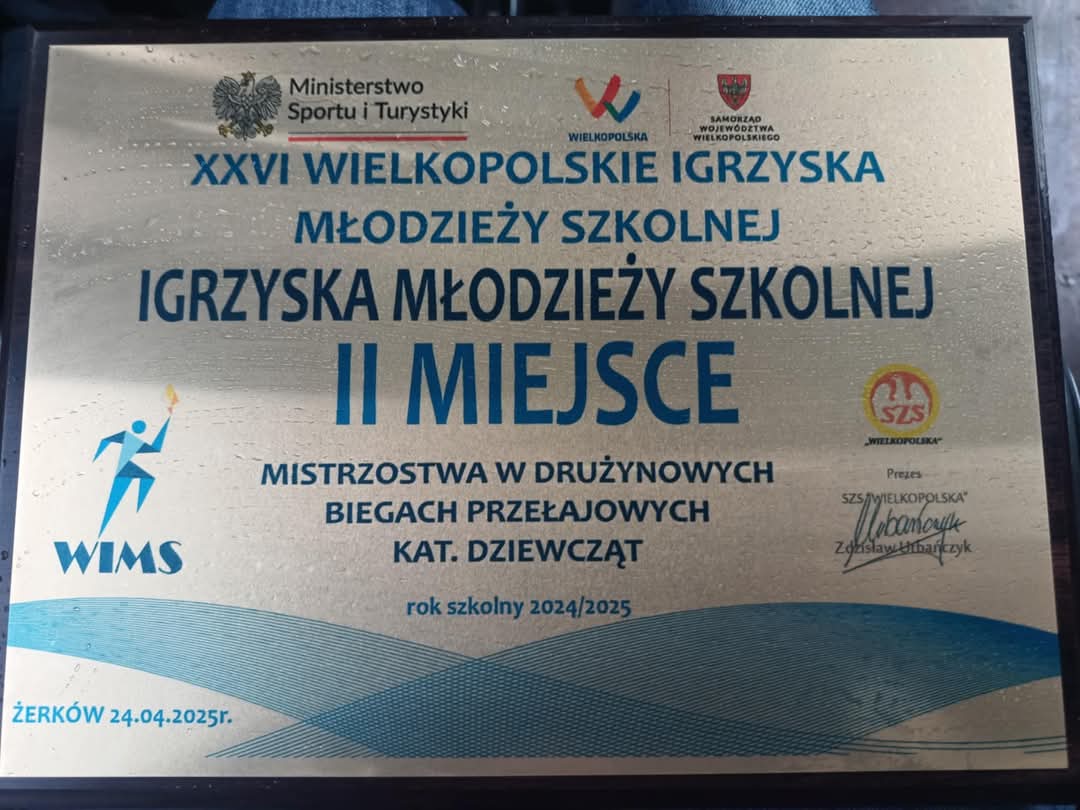 Ministerstwo
Sportu i Turystyki
WIELKOPOLSKA
SAMORZĄD
WOJEWÓDZTWA
WIELKOPOLSKIEGO
XXVI WIELKOPOLSKIE IGRZYSKA
MŁODZIEŻY SZKOLNEJ
IGRZYSKA MŁODZIEŻY SZKOLNEJ
II MIEJSCE
SZS
„WIELKOPOLSKA"
MISTRZOSTWA W DRUŻYNOWYCH
BIEGACH PRZEŁAJOWYCH
KAT. DZIEWCZĄT
Prezes
SZS "WIELKOPOLSKA"
Urbańczyk
Zdzisław Urbańczyk
WIMS
rok szkolny 2024/2025
ŻERKÓW 24.04.2025r.